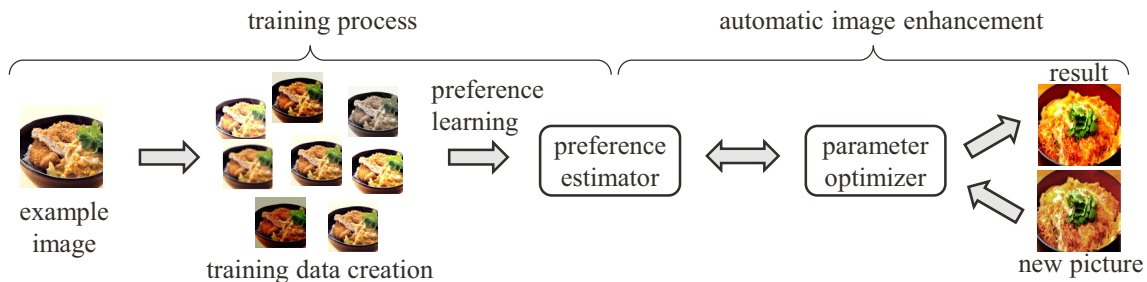 training process
automatic image enhancement
example
image
training data creation
preference
learning
preference
estimator
parameter
optimizer
result
new picture